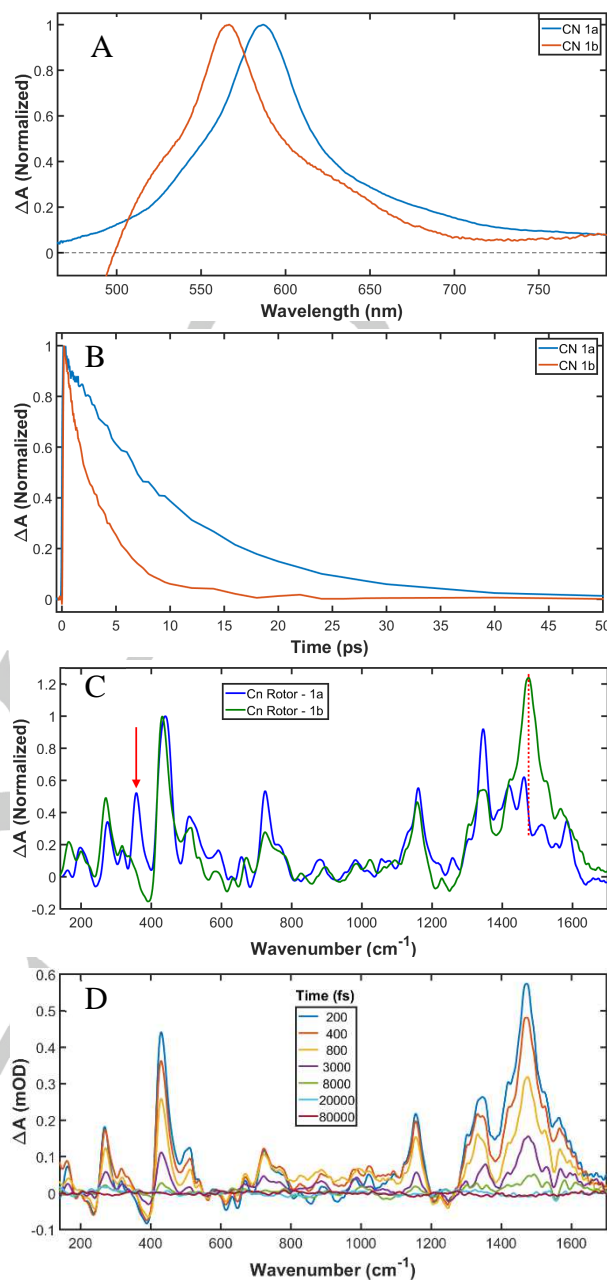 A
CN 1a
CN 1b
1
0.8
0.6
0.4
0.2
0
ΔA (Normalized)
500 550 600 650 700 750
Wavelength (nm)
B
CN 1a
CN 1b
1
0.8
0.6
0.4
0.2
0
ΔA (Normalized)
0 5 10 15 20 25 30 35 40 45 50
Time (ps)
C
Cn Rotor - 1a
Cn Rotor - 1b
1.2
1
0.8
0.6
0.4
0.2
0
-0.2
ΔA (Normalized)
200 400 600 800 1000 1200 1400 1600
Wavenumber (cm⁻¹)
D
Time (fs)
200
400
800
3000
8000
20000
80000
0.6
0.5
0.4
0.3
0.2
0.1
0
-0.1
ΔA (mOD)
200 400 600 800 1000 1200 1400 1600
Wavenumber (cm⁻¹)